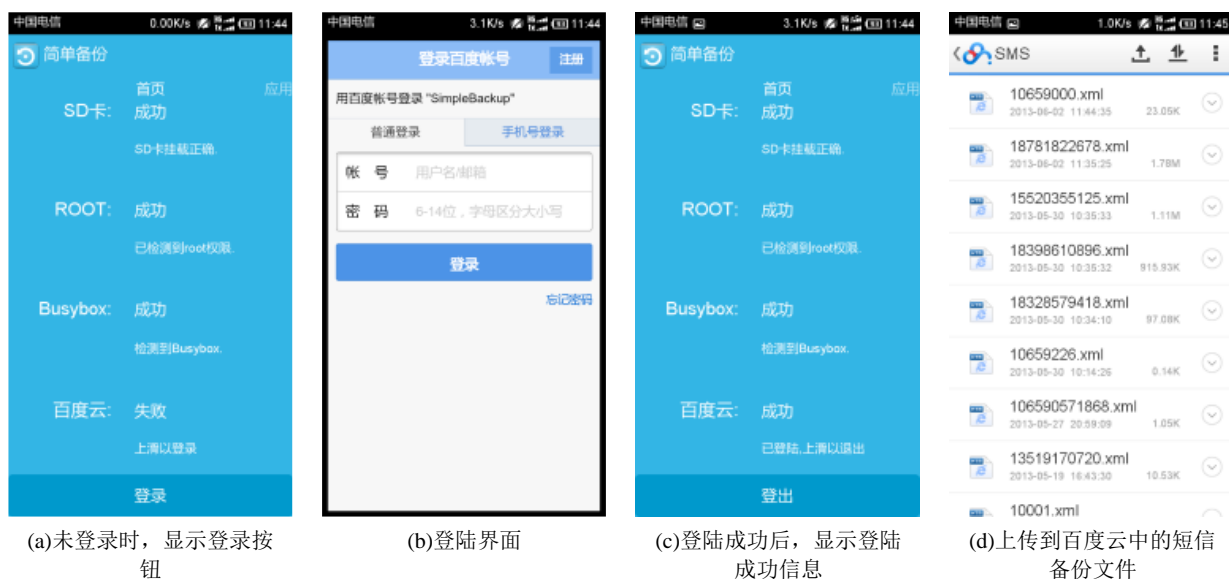 中国电信 0.00K/s 93 11:44
简单备份
首页 应用
SD卡: 成功
SD卡挂载正确.
ROOT: 成功
已检测到root权限.
Busybox: 成功
检测到Busybox.
百度云: 失败
上滑以登录
登录
(a)未登录时，显示登录按
钮
中国电信 3.1K/s 93 11:44
登录百度帐号 注册
用百度帐号登录 "SimpleBackup"
普通登录 手机号登录
帐 号 用户名/邮箱
密 码 6-14位，字母区分大小写
登录
忘记密码
(b)登陆界面
中国电信 3.1K/s 93 11:44
简单备份
首页 应用
SD卡: 成功
SD卡挂载正确.
ROOT: 成功
已检测到root权限.
Busybox: 成功
检测到Busybox.
百度云: 成功
已登陆,上滑以退出
登出
(c)登陆成功后，显示登陆
成功信息
中国电信 1.0K/s 93 11:45
SMS
10659000.xml
2013-06-02 11:44:35 23.05K
18781822678.xml
2013-06-02 11:35:25 1.78M
15520355125.xml
2013-05-30 10:35:33 1.11M
18398610896.xml
2013-05-30 10:35:32 915.93K
18328579418.xml
2013-05-30 10:34:10 97.08K
10659226.xml
2013-05-30 10:14:26 0.14K
106590571868.xml
2013-05-27 20:59:09 1.05K
13519170720.xml
2013-05-19 16:43:30 10.53K
10001.xml
(d)上传到百度云中的短信
备份文件